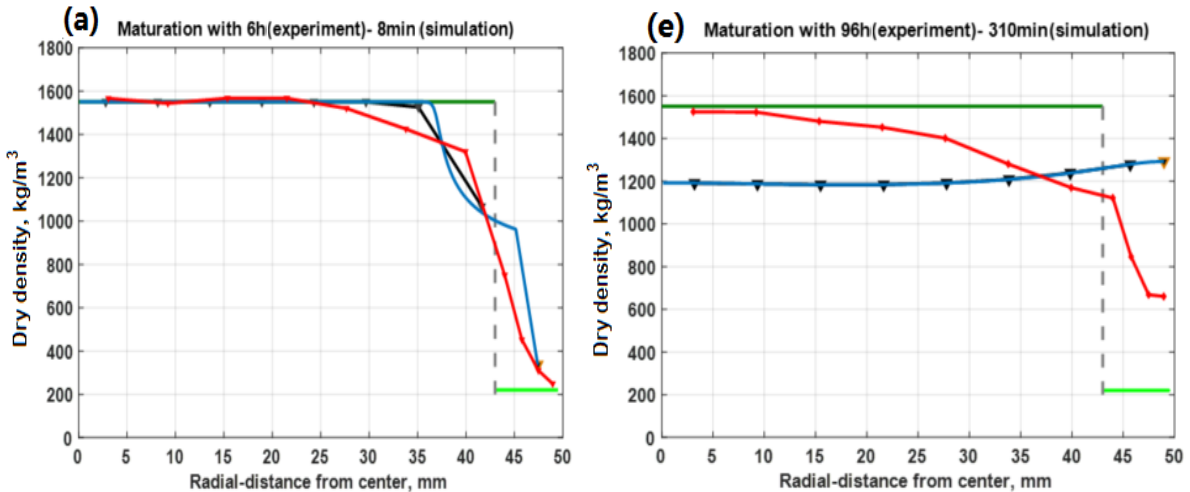 (a) Maturation with 6h(experiment)- 8min (simulation)
Dry density, kg/m³
1800
1600
1400
1200
1000
800
600
400
200
0
0 5 10 15 20 25 30 35 40 45 50
Radial-distance from center, mm
(e) Maturation with 96h(experiment)- 310min(simulation)
Dry density, kg/m³
1800
1600
1400
1200
1000
800
600
400
200
0
0 5 10 15 20 25 30 35 40 45 50
Radial-distance from center, mm